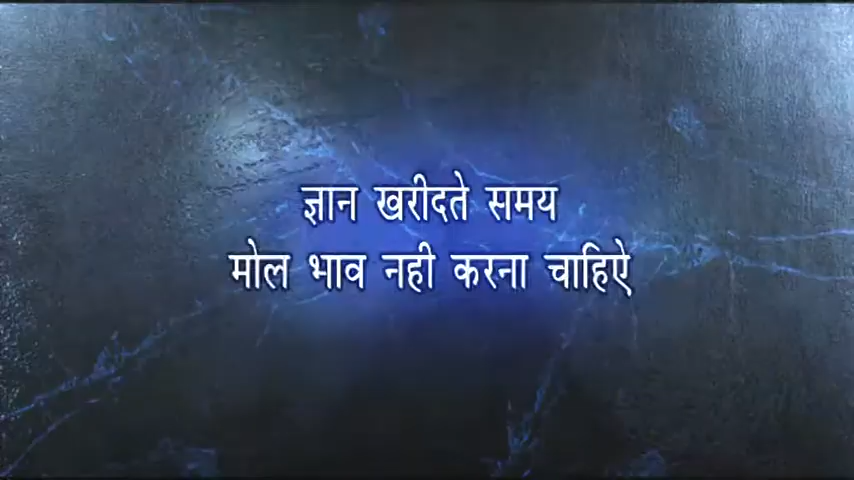 ज्ञान खरीदते समय
मोल भाव नही करना चाहिऐ